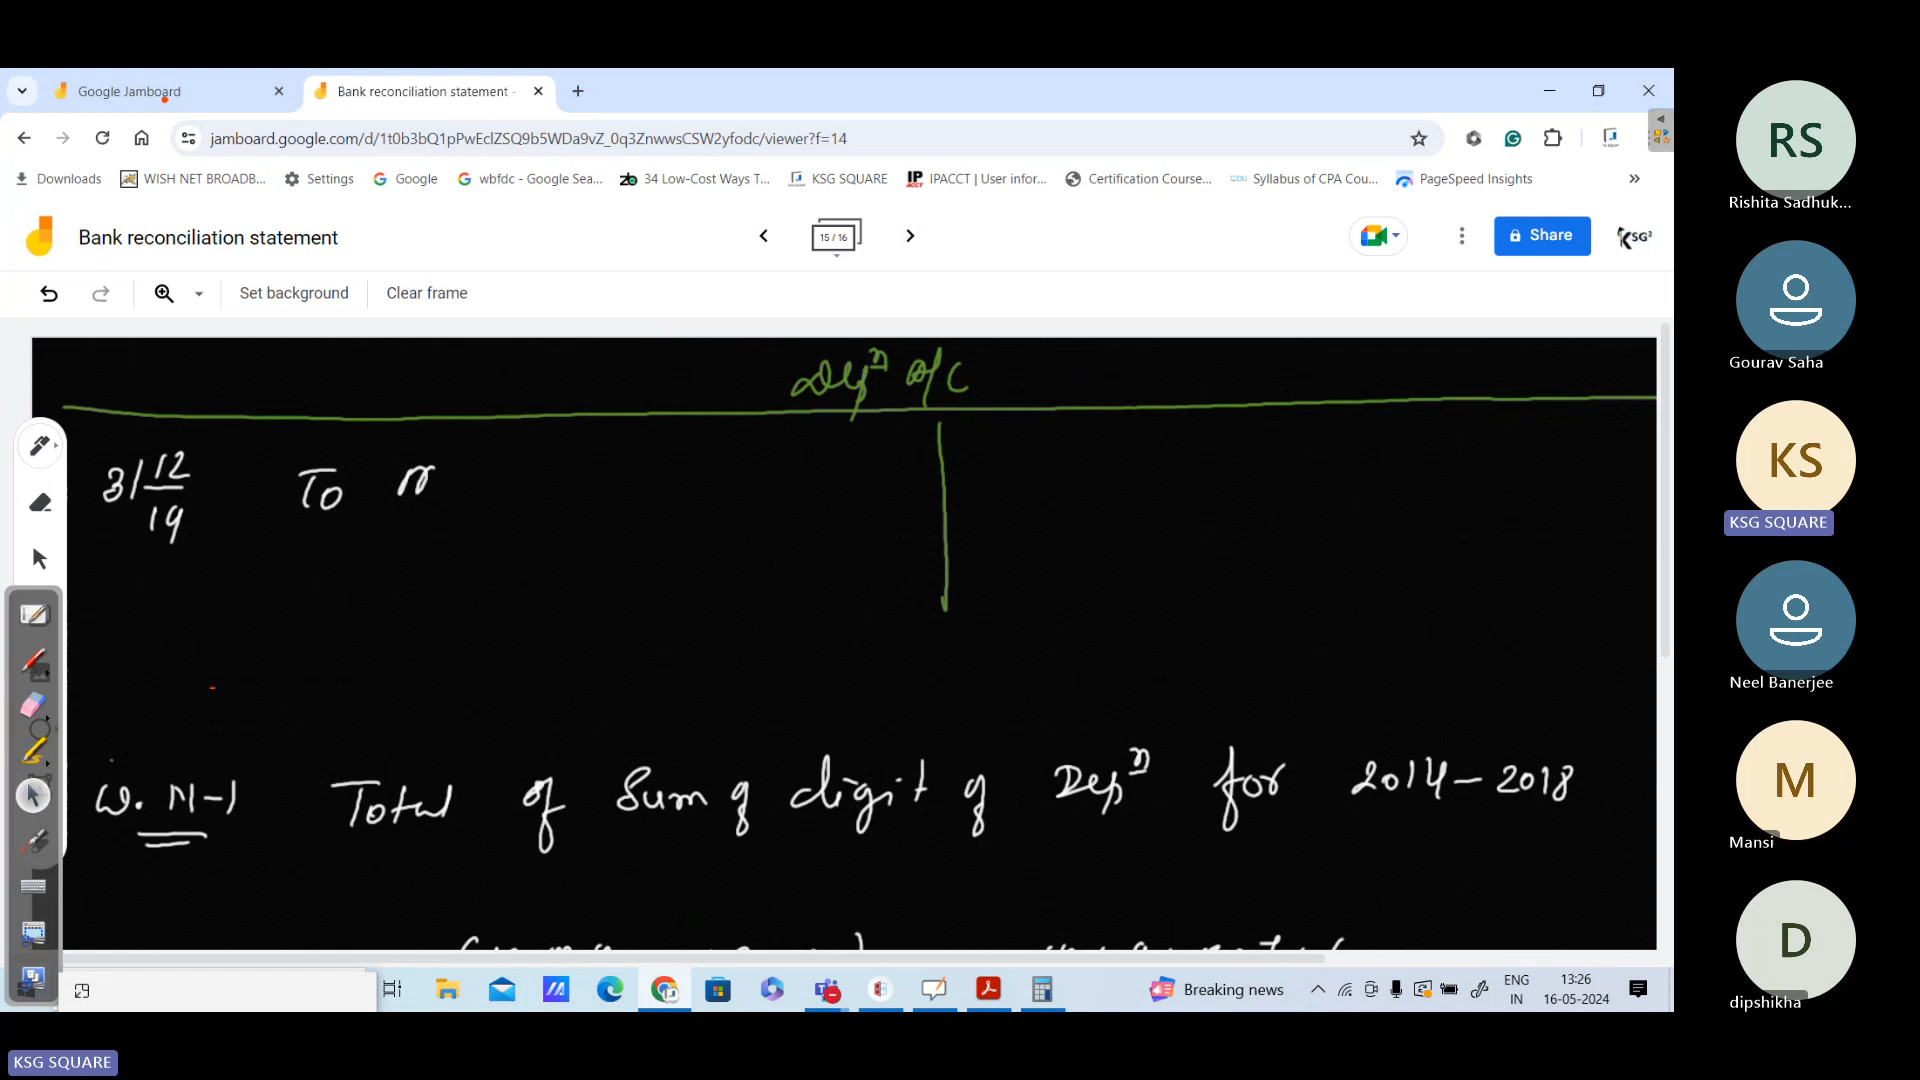 Google Jamboard
Bank reconciliation statement -
jamboard.google.com/d/1t0b3bQ1pPwEclZSQ9b5WDa9vZ_0q3ZnwwsCSW2yfodc/viewer?f=14
Downloads WISH NET BROADB... Settings Google wbfdc - Google Sea... 34 Low-Cost Ways T... KSG SQUARE IPACCT | User infor... Certification Course... Syllabus of CPA Cou... PageSpeed Insights
Bank reconciliation statement
15 / 16
Share
KSG²
Set background Clear frame
Depⁿ A/C
31/12/19 To
W.N-1 Total of Sum of digit of Depⁿ for 2014-2018
Breaking news
ENG
IN
13:26
16-05-2024
RS
Rishita Sadhuk...
Gourav Saha
KS
KSG SQUARE
Neel Banerjee
M
Mansi
D
dipshikha
KSG SQUARE